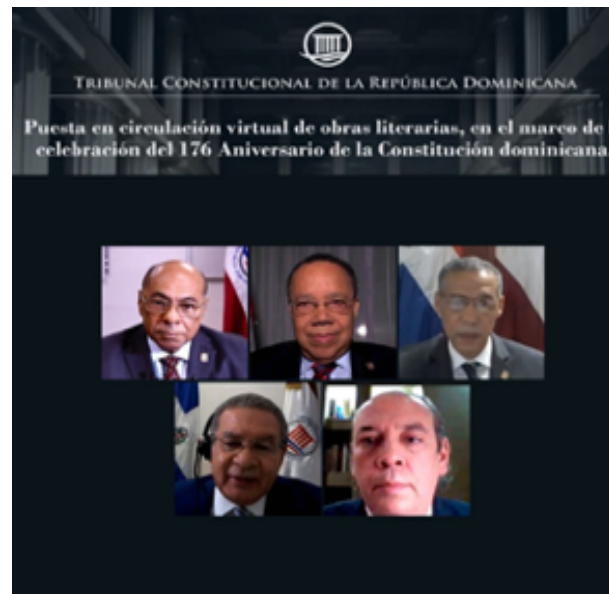 TRIBUNAL CONSTITUCIONAL DE LA REPÚBLICA DOMINICANA
Puesta en circulación virtual de obras literarias, en el marco de
celebración del 176 Aniversario de la Constitución dominicana